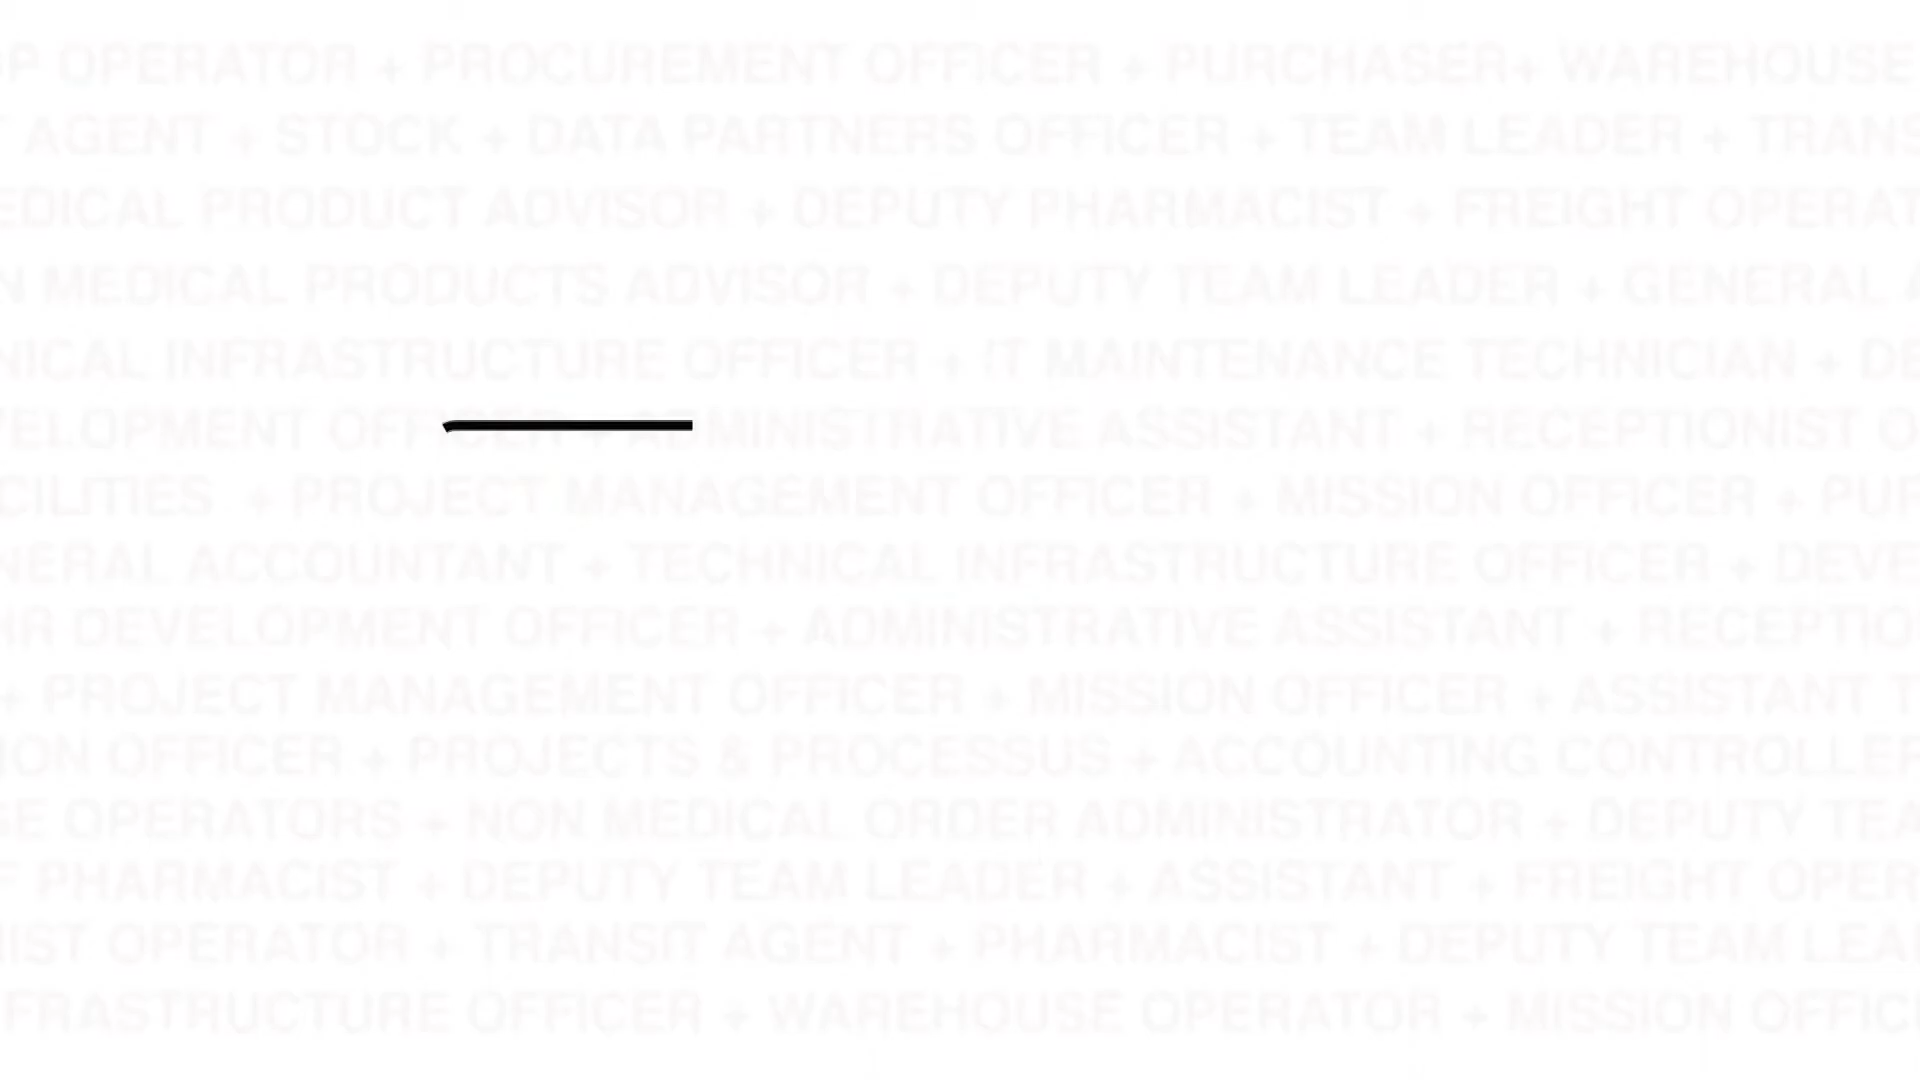 OP OPERATOR + PROCUREMENT OFFICER + PURCHASER+ WAREHOUSE
T AGENT + STOCK + DATA PARTNERS OFFICER + TEAM LEADER + TRANS
EDICAL PRODUCT ADVISOR + DEPUTY PHARMACIST + FREIGHT OPERAT
N MEDICAL PRODUCTS ADVISOR + DEPUTY TEAM LEADER + GENERAL A
NICAL INFRASTRUCTURE OFFICER + IT MAINTENANCE TECHNICIAN + DE
VELOPMENT OFFICER + ADMINISTRATIVE ASSISTANT + RECEPTIONIST O
CILITIES + PROJECT MANAGEMENT OFFICER + MISSION OFFICER + PUR
NERAL ACCOUNTANT + TECHNICAL INFRASTRUCTURE OFFICER + DEVE
HR DEVELOPMENT OFFICER + ADMINISTRATIVE ASSISTANT + RECEPTIO
+ PROJECT MANAGEMENT OFFICER + MISSION OFFICER + ASSISTANT T
ION OFFICER + PROJECTS & PROCESSUS + ACCOUNTING CONTROLLER
SE OPERATORS + NON MEDICAL ORDER ADMINISTRATOR + DEPUTY TEA
F PHARMACIST + DEPUTY TEAM LEADER + ASSISTANT + FREIGHT OPER
IST OPERATOR + TRANSIT AGENT + PHARMACIST + DEPUTY TEAM LEA
FRASTRUCTURE OFFICER + WAREHOUSE OPERATOR + MISSION OFFIC